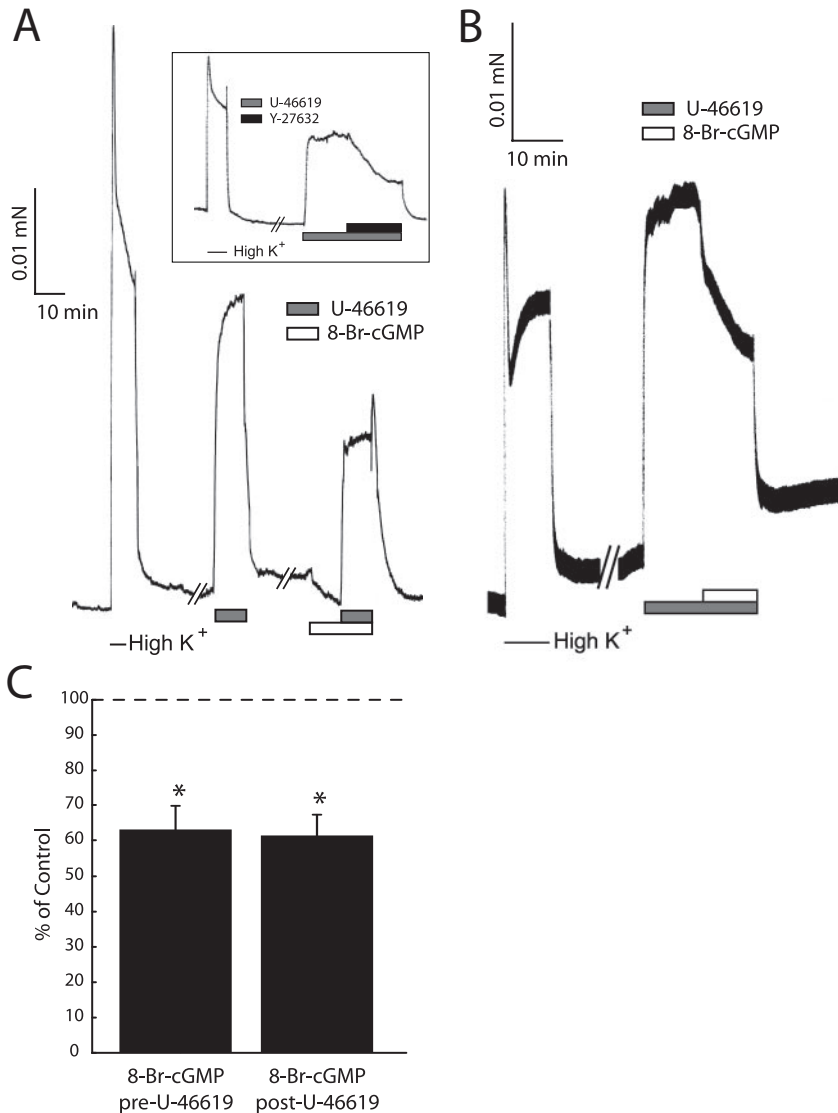 A
0.01 mN
10 min
U-46619
Y-27632
High K+
U-46619
8-Br-cGMP
High K+
B
0.01 mN
10 min
U-46619
8-Br-cGMP
High K+
C
% of Control
100
90
80
70
60
50
40
30
20
10
0
*
*
8-Br-cGMP
pre-U-46619
8-Br-cGMP
post-U-46619